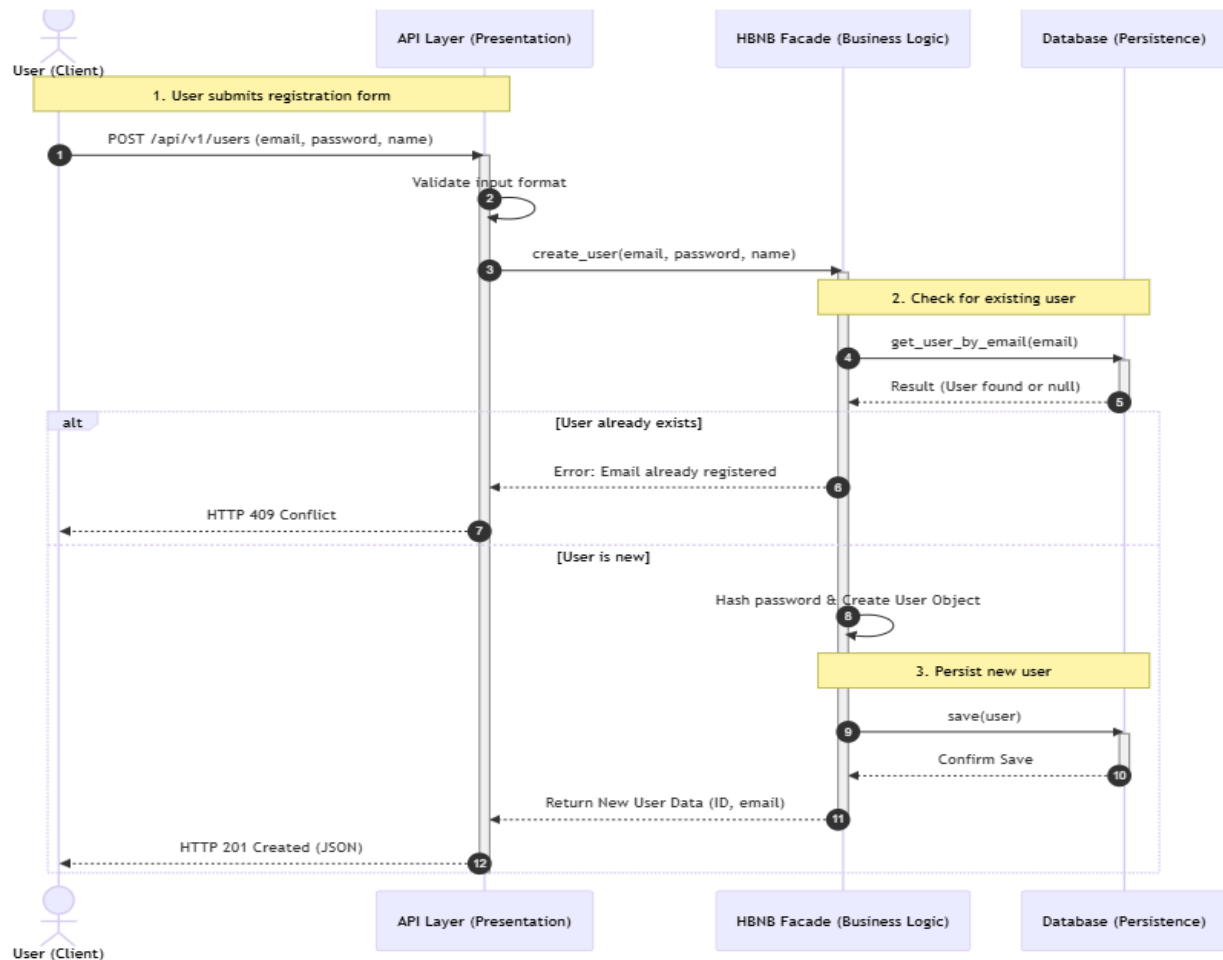 API Layer (Presentation)
HBNB Facade (Business Logic)
Database (Persistence)
User (Client)
1. User submits registration form
POST /api/v1/users (email, password, name)
1
Validate input format
2
create_user(email, password, name)
3
2. Check for existing user
get_user_by_email(email)
4
Result (User found or null)
5
alt
[User already exists]
Error: Email already registered
6
HTTP 409 Conflict
7
[User is new]
Hash password & Create User Object
8
3. Persist new user
save(user)
9
Confirm Save
10
Return New User Data (ID, email)
11
HTTP 201 Created (JSON)
12
API Layer (Presentation)
HBNB Facade (Business Logic)
Database (Persistence)
User (Client)